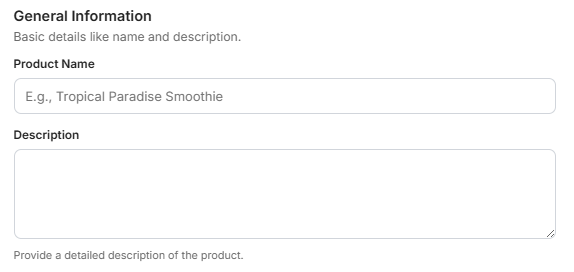 General Information
Basic details like name and description.
Product Name
E.g., Tropical Paradise Smoothie
Description
Provide a detailed description of the product.